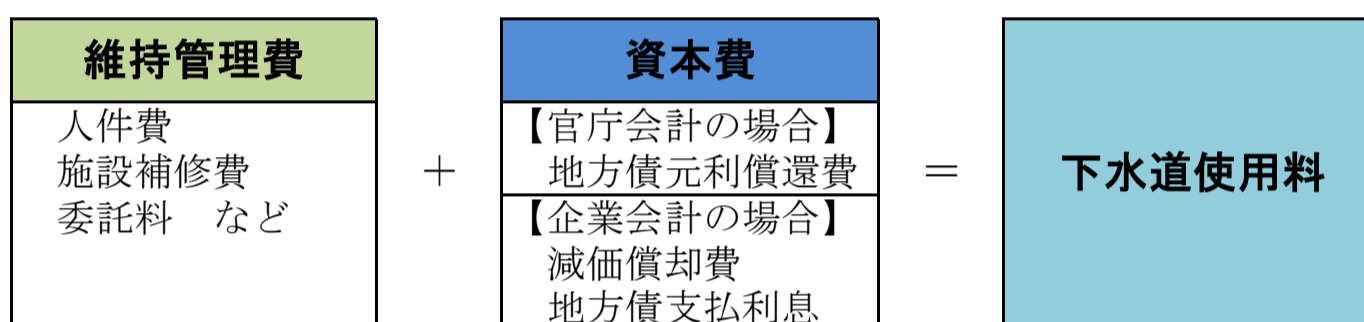 維持管理費
人件費
施設補修費
委託料　など
＋
資本費
【官庁会計の場合】
地方債元利償還費
【企業会計の場合】
減価償却費
地方債支払利息
＝
下水道使用料